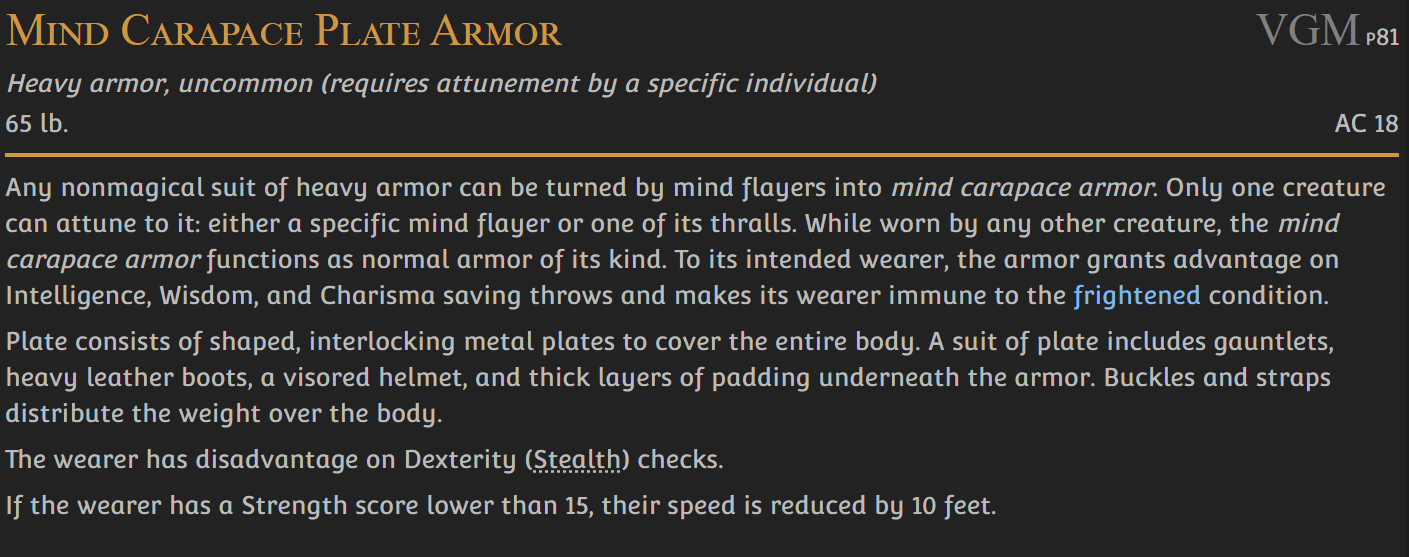 Mind Carapace Plate Armor VGM p81
Heavy armor, uncommon (requires attunement by a specific individual)
65 lb. AC 18
Any nonmagical suit of heavy armor can be turned by mind flayers into mind carapace armor. Only one creature
can attune to it: either a specific mind flayer or one of its thralls. While worn by any other creature, the mind
carapace armor functions as normal armor of its kind. To its intended wearer, the armor grants advantage on
Intelligence, Wisdom, and Charisma saving throws and makes its wearer immune to the frightened condition.
Plate consists of shaped, interlocking metal plates to cover the entire body. A suit of plate includes gauntlets,
heavy leather boots, a visored helmet, and thick layers of padding underneath the armor. Buckles and straps
distribute the weight over the body.
The wearer has disadvantage on Dexterity (Stealth) checks.
If the wearer has a Strength score lower than 15, their speed is reduced by 10 feet.